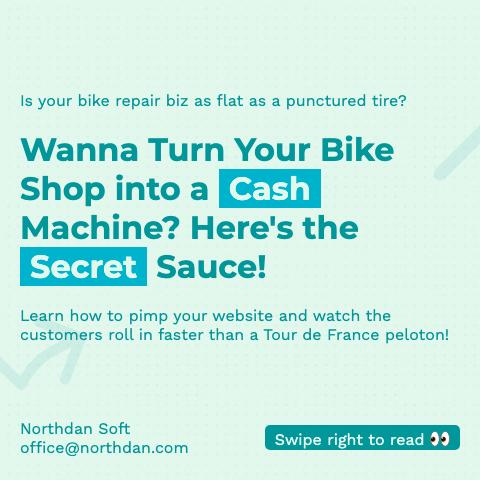 Is your bike repair biz as flat as a punctured tire?
Wanna Turn Your Bike
Shop into a Cash
Machine? Here's the
Secret Sauce!
Learn how to pimp your website and watch the
customers roll in faster than a Tour de France peloton!
Northdan Soft
office@northdan.com
Swipe right to read 👀